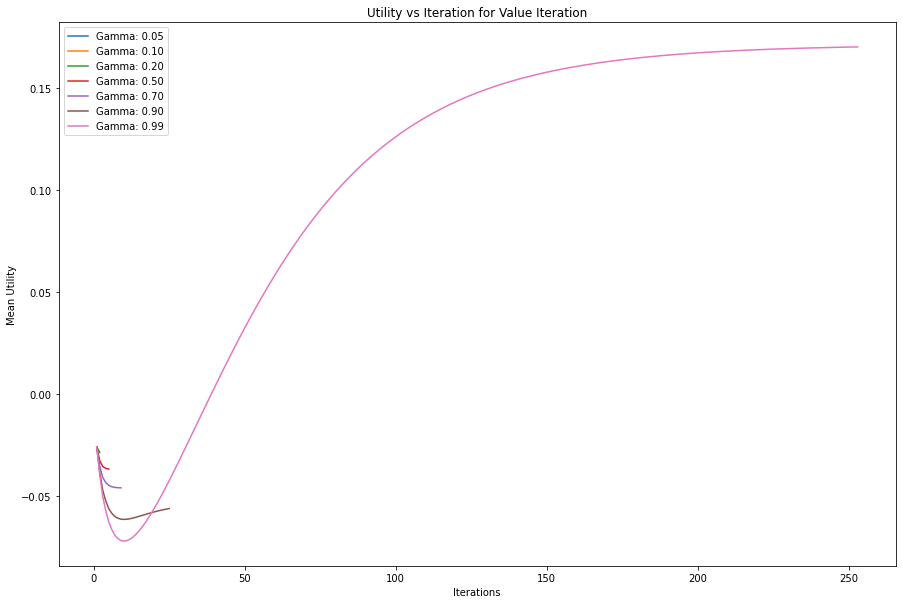 Utility vs Iteration for Value Iteration
Gamma: 0.05
Gamma: 0.10
Gamma: 0.20
Gamma: 0.50
Gamma: 0.70
Gamma: 0.90
Gamma: 0.99
Mean Utility
0.15
0.10
0.05
0.00
−0.05
0
50
100
150
200
250
Iterations